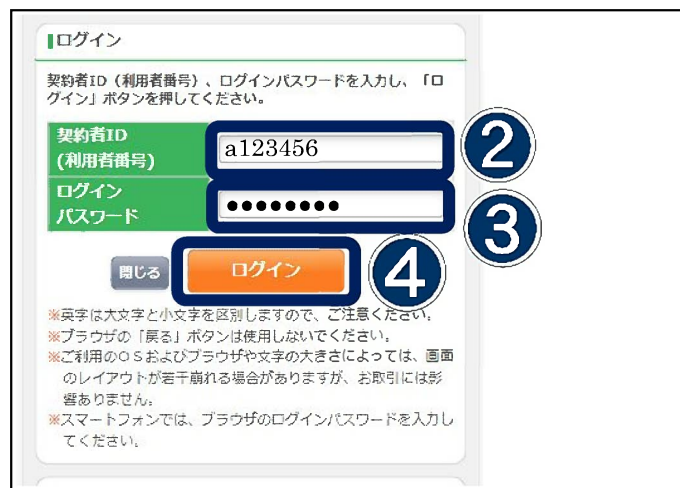 ログイン
契約者ID（利用者番号）、ログインパスワードを入力し、「ロ
グイン」ボタンを押してください。
契約者ID
(利用者番号)
a123456
②
ログイン
パスワード
●●●●●●●●
③
閉じる
ログイン
④
※英字は大文字と小文字を区別しますので、ご注意ください。
※ブラウザの「戻る」ボタンは使用しないでください。
※ご利用のＯＳおよびブラウザや文字の大きさによっては、画面
のレイアウトが若干崩れる場合がありますが、お取引には影
響ありません。
※スマートフォンでは、ブラウザのログインパスワードを入力し
てください。